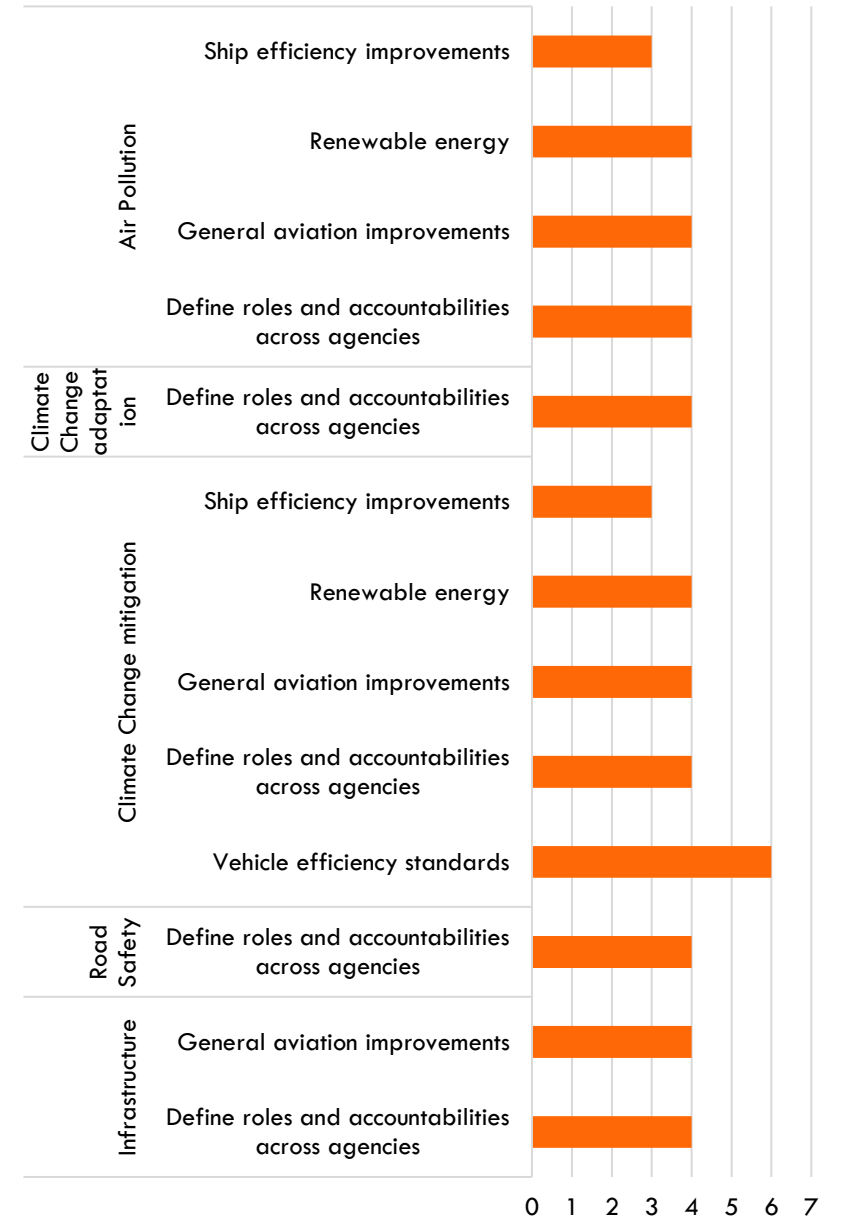 Air Pollution
Ship efficiency improvements
Renewable energy
General aviation improvements
Define roles and accountabilities
across agencies
Climate
Change
adaptat
ion
Define roles and accountabilities
across agencies
Climate Change mitigation
Ship efficiency improvements
Renewable energy
General aviation improvements
Define roles and accountabilities
across agencies
Vehicle efficiency standards
Road
Safety
Define roles and accountabilities
across agencies
Infrastructure
General aviation improvements
Define roles and accountabilities
across agencies
0 1 2 3 4 5 6 7